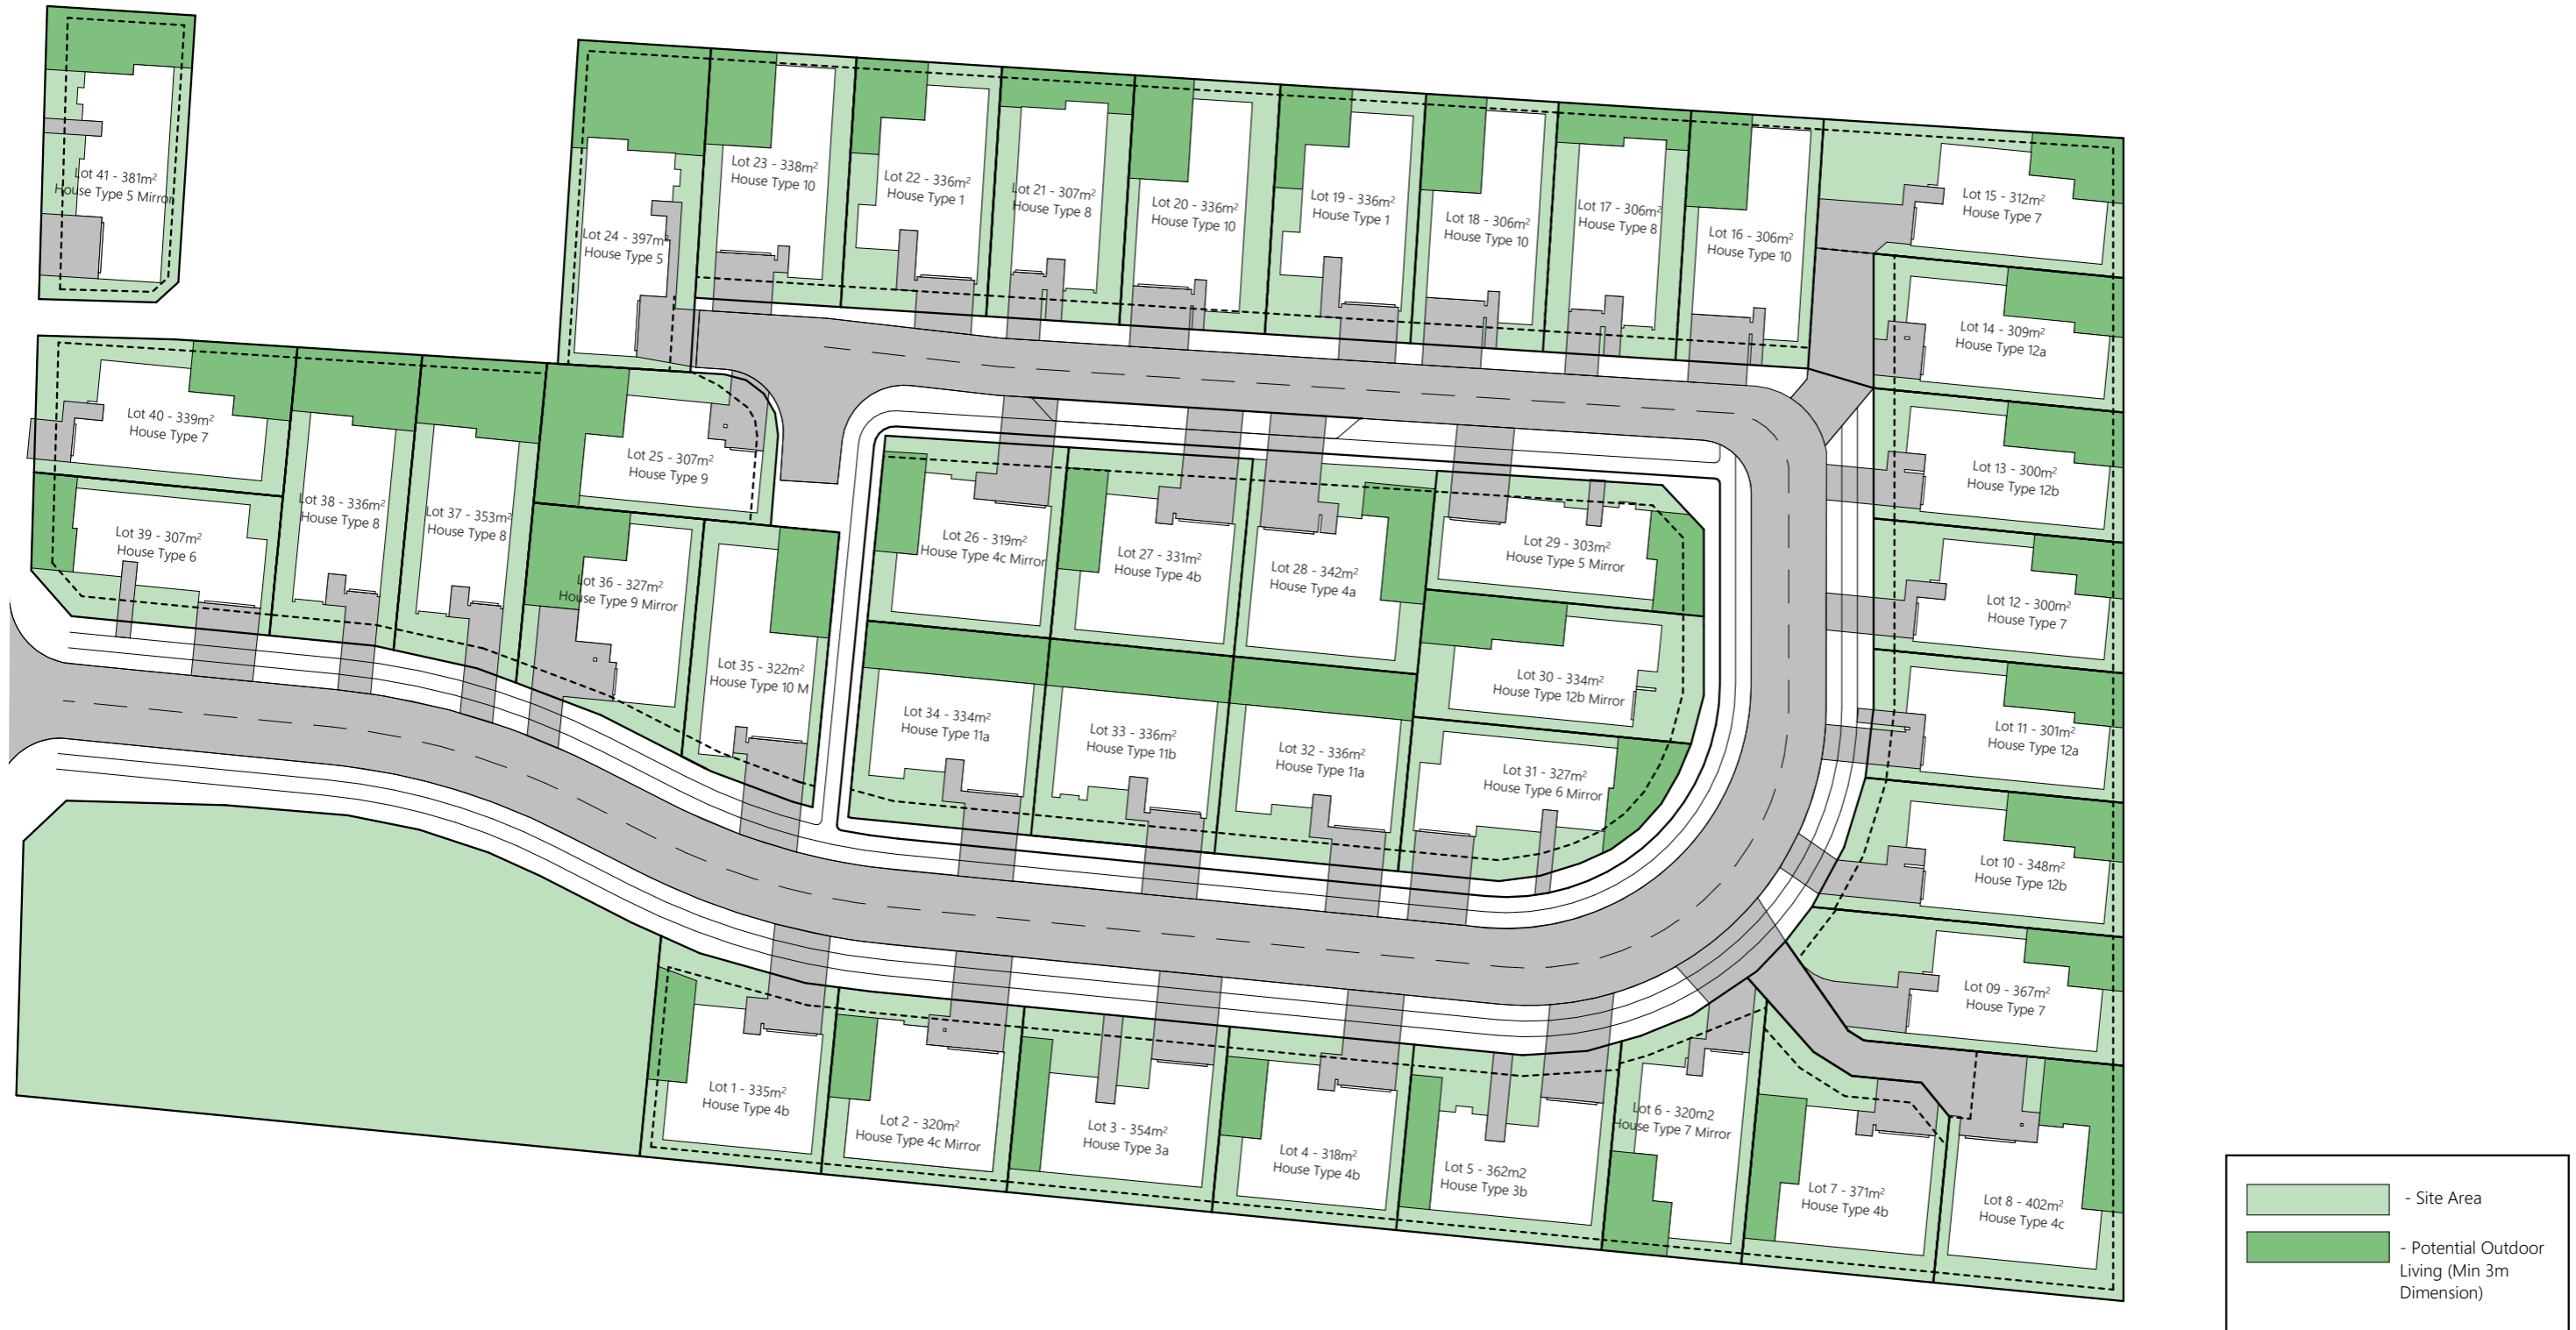 Lot 41 - 381m²
House Type 5 Mirror
Lot 24 - 397m
House Type 5
Lot 23 - 338m²
House Type 10
Lot 22 - 336m²
House Type 1
Lot 21 - 307m²
House Type 8
Lot 20 - 336m²
House Type 10
Lot 19 - 336m²
House Type 1
Lot 18 - 306m²
House Type 10
Lot 17 - 306m²
House Type 8
Lot 16 - 306m²
House Type 10
Lot 15 - 312m²
House Type 7
Lot 14 - 309m²
House Type 12a
Lot 13 - 300m²
House Type 12b
Lot 12 - 300m²
House Type 7
Lot 11 - 301m²
House Type 12a
Lot 10 - 348m²
House Type 12b
Lot 09 - 367m²
House Type 7
Lot 40 - 339m²
House Type 7
Lot 39 - 307m²
House Type 6
Lot 38 - 336m²
House Type 8
Lot 37 - 353m²
House Type 8
Lot 25 - 307m²
House Type 9
Lot 36 - 327m²
House Type 9 Mirror
Lot 35 - 322m²
House Type 10 M
Lot 26 - 319m²
House Type 4c Mirror
Lot 27 - 331m²
House Type 4b
Lot 28 - 342m²
House Type 4a
Lot 29 - 303m²
House Type 5 Mirror
Lot 30 - 334m²
House Type 12b Mirror
Lot 34 - 334m²
House Type 11a
Lot 33 - 336m²
House Type 11b
Lot 32 - 336m²
House Type 11a
Lot 31 - 327m²
House Type 6 Mirror
Lot 1 - 335m²
House Type 4b
Lot 2 - 320m²
House Type 4c Mirror
Lot 3 - 354m²
House Type 3a
Lot 4 - 318m²
House Type 4b
Lot 5 - 362m2
House Type 3b
Lot 6 - 320m2
House Type 7 Mirror
Lot 7 - 371m²
House Type 4b
Lot 8 - 402m²
House Type 4c
- Site Area
- Potential Outdoor
Living (Min 3m
Dimension)